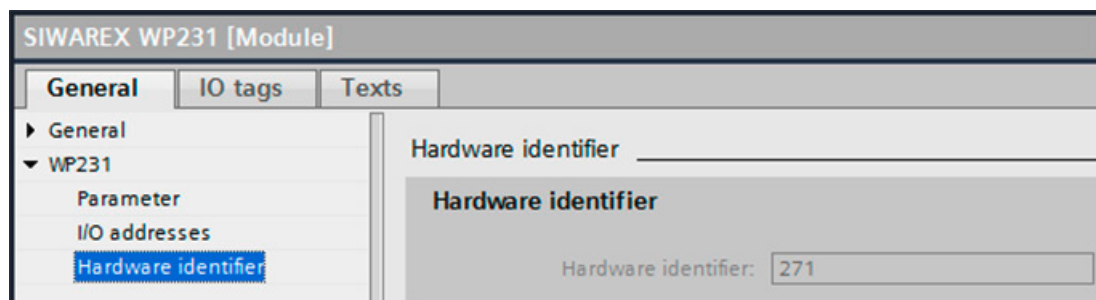 SIWAREX WP231 [Module]
General IO tags Texts
General
WP231
Parameter
I/O addresses
Hardware identifier
Hardware identifier
Hardware identifier
Hardware identifier: 271